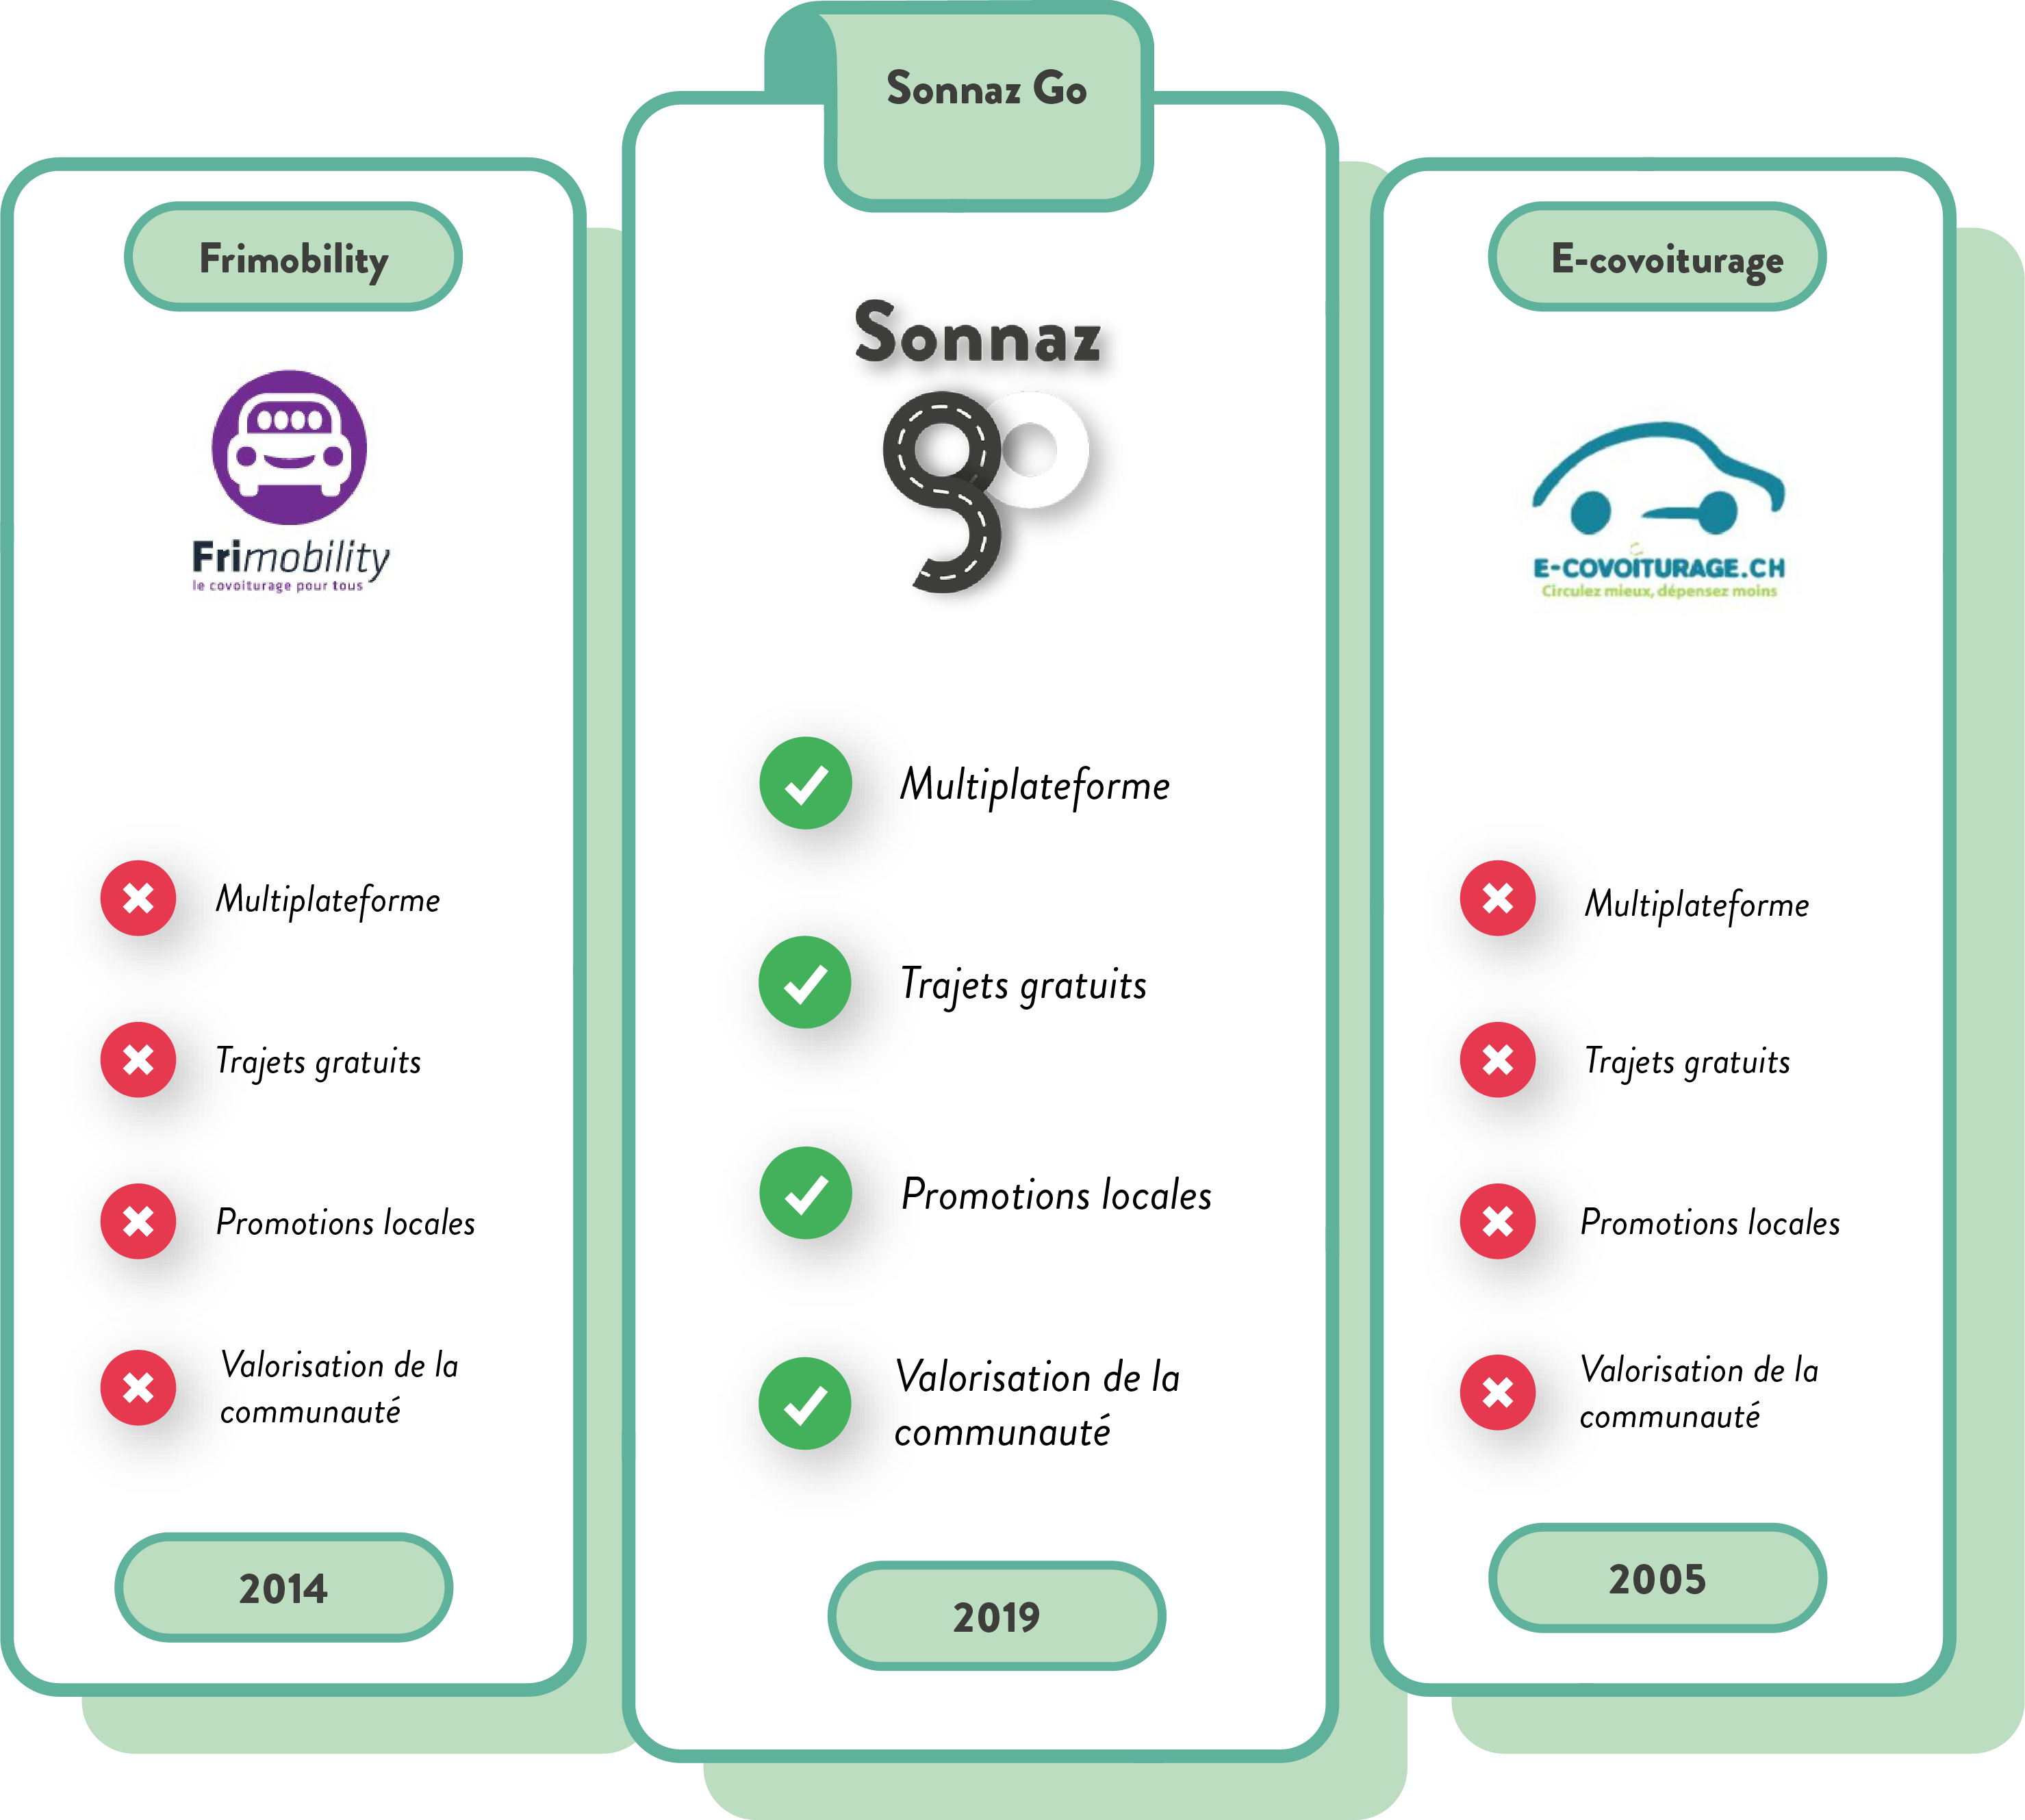 Sonnaz Go
Frimobility
Frimobility
le covoiturage pour tous
Multiplateforme
Trajets gratuits
Promotions locales
Valorisation de la
communauté
2014
Sonnaz
go
Multiplateforme
Trajets gratuits
Promotions locales
Valorisation de la
communauté
2019
E-covoiturage
E-COVOITURAGE.CH
Circulez mieux, dépensez moins
Multiplateforme
Trajets gratuits
Promotions locales
Valorisation de la
communauté
2005